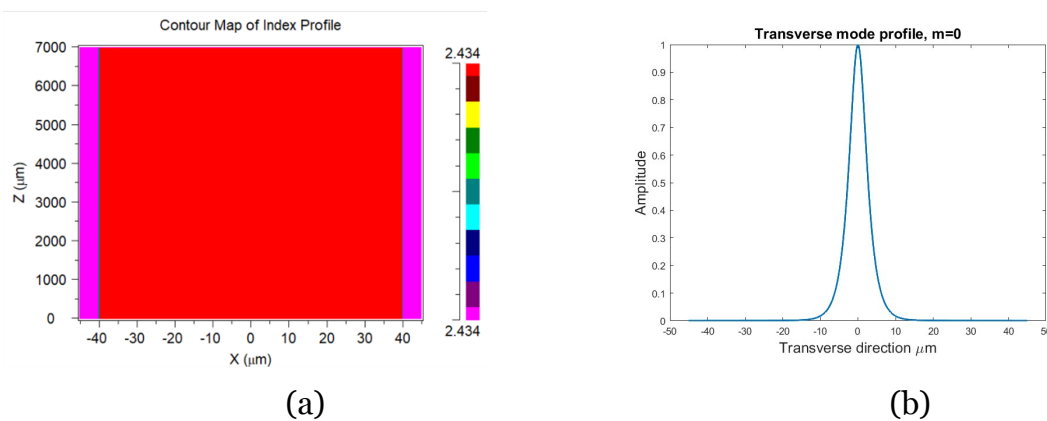 Contour Map of Index Profile
2.434
7000
6000
5000
4000
3000
2000
1000
0
Z (μm)
-40 -30 -20 -10 0 10 20 30 40
X (μm)
2.434
(a)
Transverse mode profile, m=0
1
0.9
0.8
0.7
0.6
0.5
0.4
0.3
0.2
0.1
0
Amplitude
-50 -40 -30 -20 -10 0 10 20 30 40
Transverse direction μm
(b)